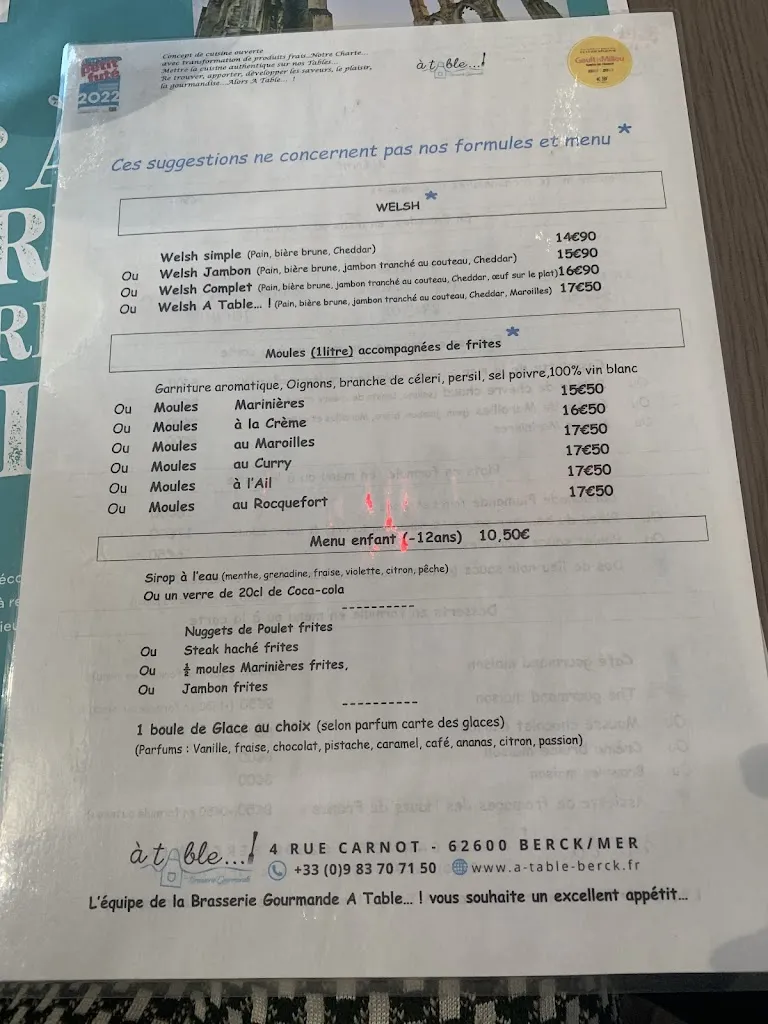 petit futé
2022
Concept de cuisine ouverte
avec transformation de produits frais...Notre Charte...
Mettre la cuisine authentique sur nos Tables...
Se trouver, apporter, développer les saveurs, le plaisir,
la gourmandise...Alors A Table... !
à table...!
Gault&Millau
Ces suggestions ne concernent pas nos formules et menu *
WELSH *
Welsh simple (Pain, bière brune, Cheddar) 14€90
Ou Welsh Jambon (Pain, bière brune, jambon tranché au couteau, Cheddar) 15€90
Ou Welsh Complet (Pain, bière brune, jambon tranché au couteau, Cheddar, œuf sur le plat) 16€90
Ou Welsh A Table... ! (Pain, bière brune, jambon tranché au couteau, Cheddar, Maroilles) 17€50
Moules (1litre) accompagnées de frites *
Garniture aromatique, Oignons, branche de céleri, persil, sel poivre,100% vin blanc
Ou Moules Marinières 15€50
Ou Moules à la Crème 16€50
Ou Moules au Maroilles 17€50
Ou Moules au Curry 17€50
Ou Moules à l'Ail 17€50
Ou Moules au Rocquefort 17€50
Menu enfant (-12ans) 10,50€
Sirop à l'eau (menthe, grenadine, fraise, violette, citron, pêche)
Ou un verre de 20cl de Coca-cola
----------
Nuggets de Poulet frites
Ou Steak haché frites
Ou ½ moules Marinières frites,
Ou Jambon frites
----------
1 boule de Glace au choix (selon parfum carte des glaces)
(Parfums : Vanille, fraise, chocolat, pistache, caramel, café, ananas, citron, passion)
à table...!
Brasserie Gourmande
4 RUE CARNOT - 62600 BERCK/MER
+33 (0)9 83 70 71 50 www.a-table-berck.fr
L'équipe de la Brasserie Gourmande A Table... ! vous souhaite un excellent appétit...